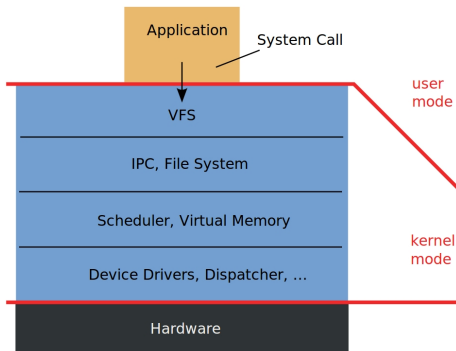 Application
System Call
user
mode
VFS
IPC, File System
Scheduler, Virtual Memory
kernel
mode
Device Drivers, Dispatcher, ...
Hardware